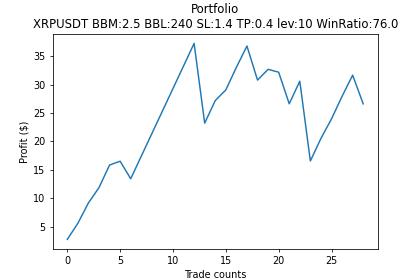 Portfolio
XRPUSDT BBM:2.5 BBL:240 SL:1.4 TP:0.4 lev:10 WinRatio:76.0
35
30
25
20
15
10
5
Profit ($)
0 5 10 15 20 25
Trade counts